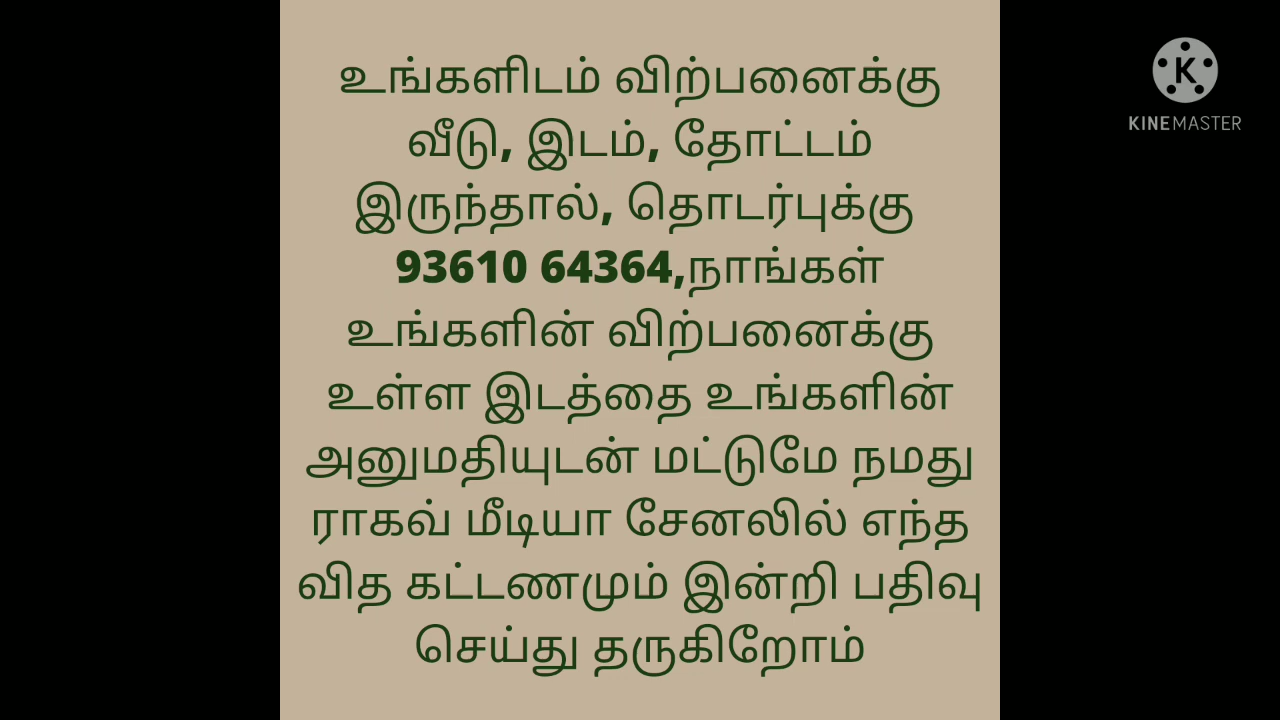 உங்களிடம் விற்பனைக்கு
வீடு, இடம், தோட்டம்
இருந்தால், தொடர்புக்கு
93610 64364,நாங்கள்
உங்களின் விற்பனைக்கு
உள்ள இடத்தை உங்களின்
அனுமதியுடன் மட்டுமே நமது
ராகவ் மீடியா சேனலில் எந்த
வித கட்டணமும் இன்றி பதிவு
செய்து தருகிறோம்
K
KINEMASTER